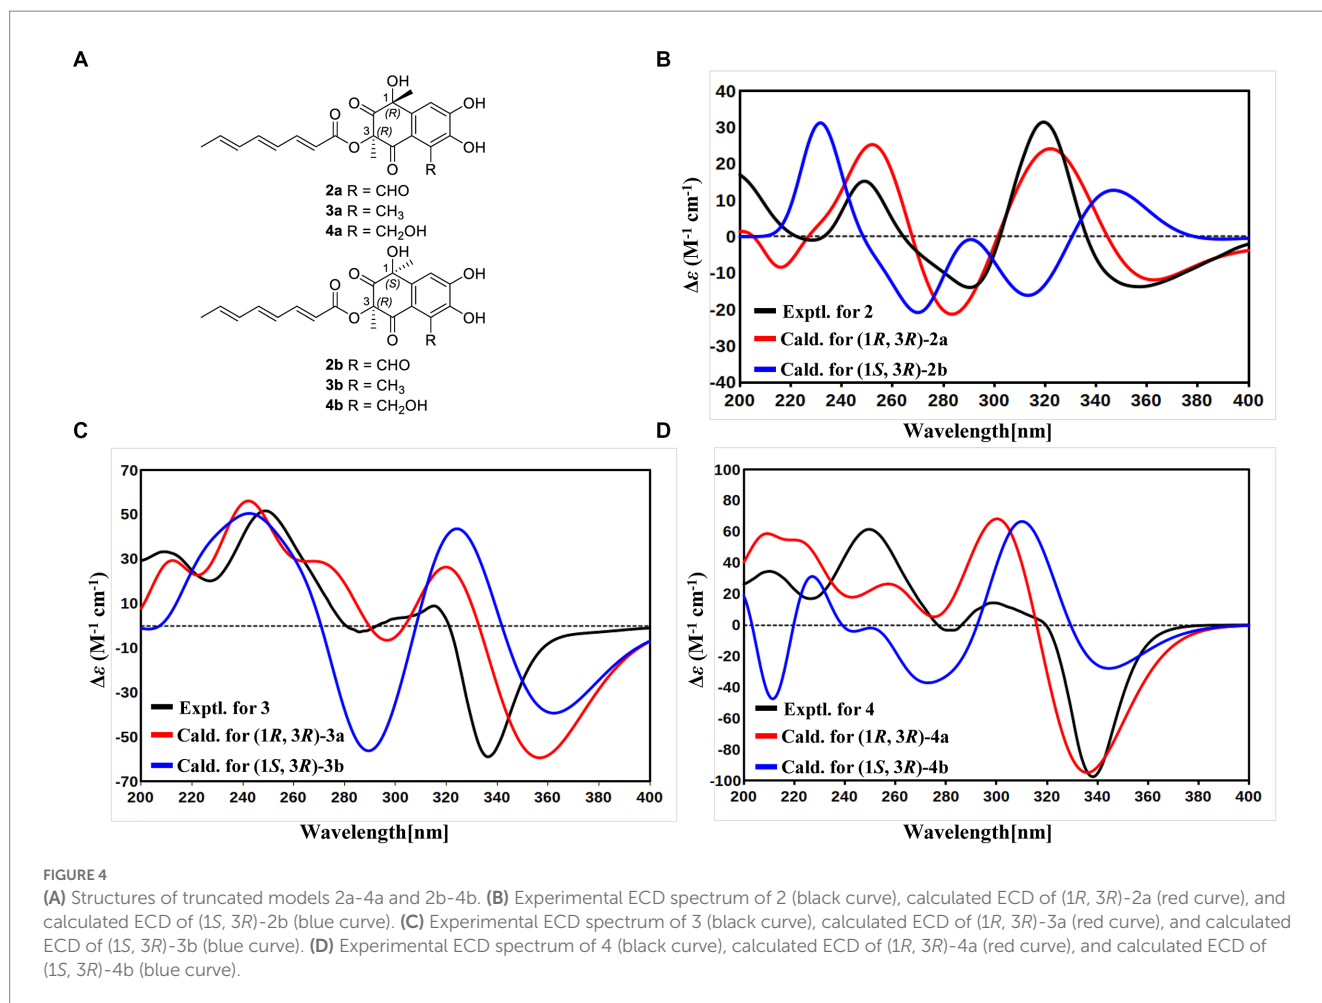 A
OH
1
(R)
O
OH
O
3
(R)
O
O
OH
R
2a R = CHO
3a R = CH3
4a R = CH2OH
OH
1
(S)
O
OH
O
3
(R)
O
O
OH
R
2b R = CHO
3b R = CH3
4b R = CH2OH
B
40
30
20
10
0
-10
-20
-30
-40
Δε (M-1 cm-1)
Exptl. for 2
Cald. for (1R, 3R)-2a
Cald. for (1S, 3R)-2b
200 220 240 260 280 300 320 340 360 380 400
Wavelength[nm]
C
70
50
30
10
-10
-30
-50
-70
Δε (M-1 cm-1)
Exptl. for 3
Cald. for (1R, 3R)-3a
Cald. for (1S, 3R)-3b
200 220 240 260 280 300 320 340 360 380 400
Wavelength[nm]
D
100
80
60
40
20
0
-20
-40
-60
-80
-100
Δε (M-1 cm-1)
Exptl. for 4
Cald. for (1R, 3R)-4a
Cald. for (1S, 3R)-4b
200 220 240 260 280 300 320 340 360 380 400
Wavelength[nm]
FIGURE 4
(A) Structures of truncated models 2a-4a and 2b-4b. (B) Experimental ECD spectrum of 2 (black curve), calculated ECD of (1R, 3R)-2a (red curve), and
calculated ECD of (1S, 3R)-2b (blue curve). (C) Experimental ECD spectrum of 3 (black curve), calculated ECD of (1R, 3R)-3a (red curve), and calculated
ECD of (1S, 3R)-3b (blue curve). (D) Experimental ECD spectrum of 4 (black curve), calculated ECD of (1R, 3R)-4a (red curve), and calculated ECD of
(1S, 3R)-4b (blue curve).